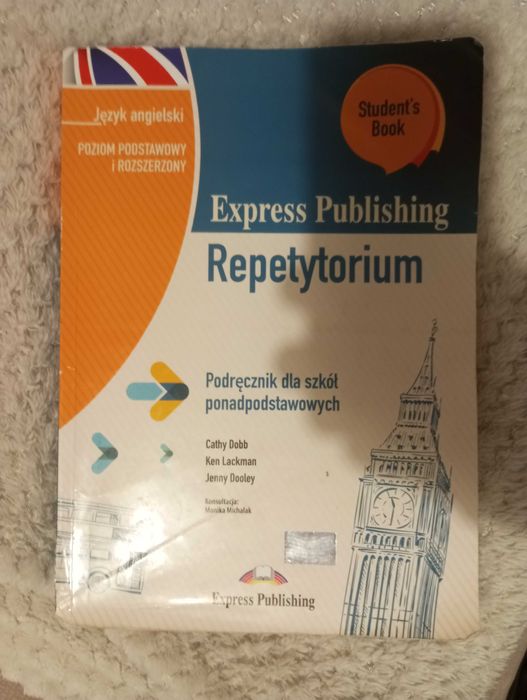 Język angielski
POZIOM PODSTAWOWY
i ROZSZERZONY
Student's
Book
Express Publishing
Repetytorium
Podręcznik dla szkół
ponadpodstawowych
Cathy Dobb
Ken Lackman
Jenny Dooley
Konsultacja:
Monika Michałak
Express Publishing